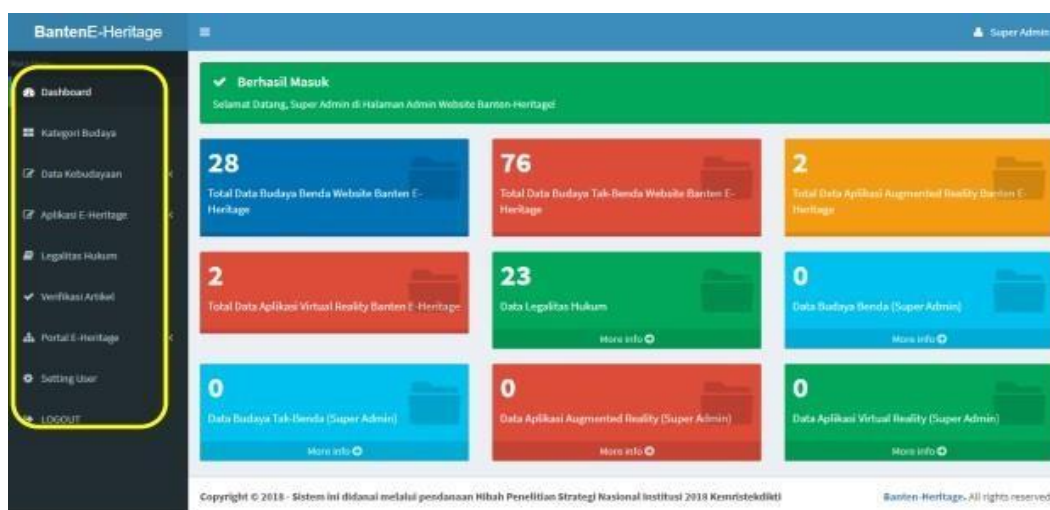 BantenE-Heritage
Super Admin
Dashboard
Kategori Budaya
Data Kebudayaan
Aplikasi E-Heritage
Legalitas Hukum
Verifikasi Artikel
Portal E-Heritage
Setting User
LOGOUT
Berhasil Masuk
Selamat Datang, Super Admin di Halaman Admin Website Banten-Heritage!
28
Total Data Budaya Benda Website Banten E-
Heritage
76
Total Data Budaya Tak-Benda Website Banten E-
Heritage
2
Total Data Aplikasi Augmented Reality Banten E-
Heritage
2
Total Data Aplikasi Virtual Reality Banten E-Heritage
23
Data Legalitas Hukum
More info
0
Data Budaya Benda (Super Admin)
More info
0
Data Budaya Tak-Benda (Super Admin)
More info
0
Data Aplikasi Augmented Reality (Super Admin)
More info
0
Data Aplikasi Virtual Reality (Super Admin)
More info
Copyright © 2018 - Sistem ini didanai melalui pendanaan Hibah Penelitian Strategi Nasional Institusi 2018 Kemristekdikti
Banten-Heritage. All rights reserved